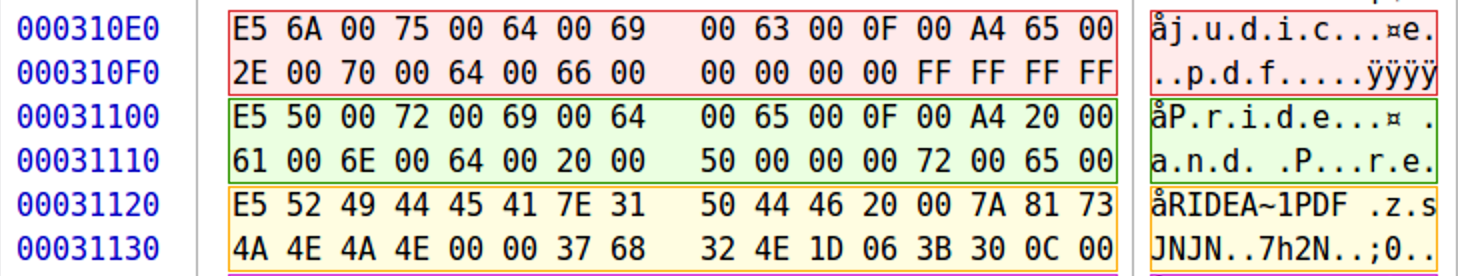 000310E0 E5 6A 00 75 00 64 00 69 00 63 00 0F 00 A4 65 00 åj.u.d.i.c...¤e.
000310F0 2E 00 70 00 64 00 66 00 00 00 00 00 FF FF FF FF ..p.d.f.....ÿÿÿÿ
00031100 E5 50 00 72 00 69 00 64 00 65 00 0F 00 A4 20 00 åP.r.i.d.e...¤ .
00031110 61 00 6E 00 64 00 20 00 50 00 00 00 72 00 65 00 a.n.d. .P...r.e.
00031120 E5 52 49 44 45 41 7E 31 50 44 46 20 00 7A 81 73 åRIDEA~1PDF .z.s
00031130 4A 4E 4A 4E 00 00 37 68 32 4E 1D 06 3B 30 0C 00 JNJN..7h2N..;0..